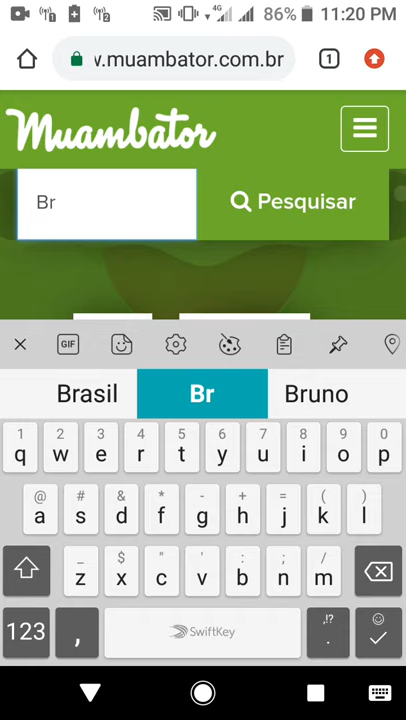 4G 86% 11:20 PM
.www.muambator.com.br 1
Muambator
Br Pesquisar
GIF
Brasil Br Bruno
1 2 3 4 5 6 7 8 9 0
q w e r t y u i o p
@ # & * - + = ( )
a s d f g h j k l
_ $ " ' : ; /
z x c v b n m
,!?
123 , SwiftKey .